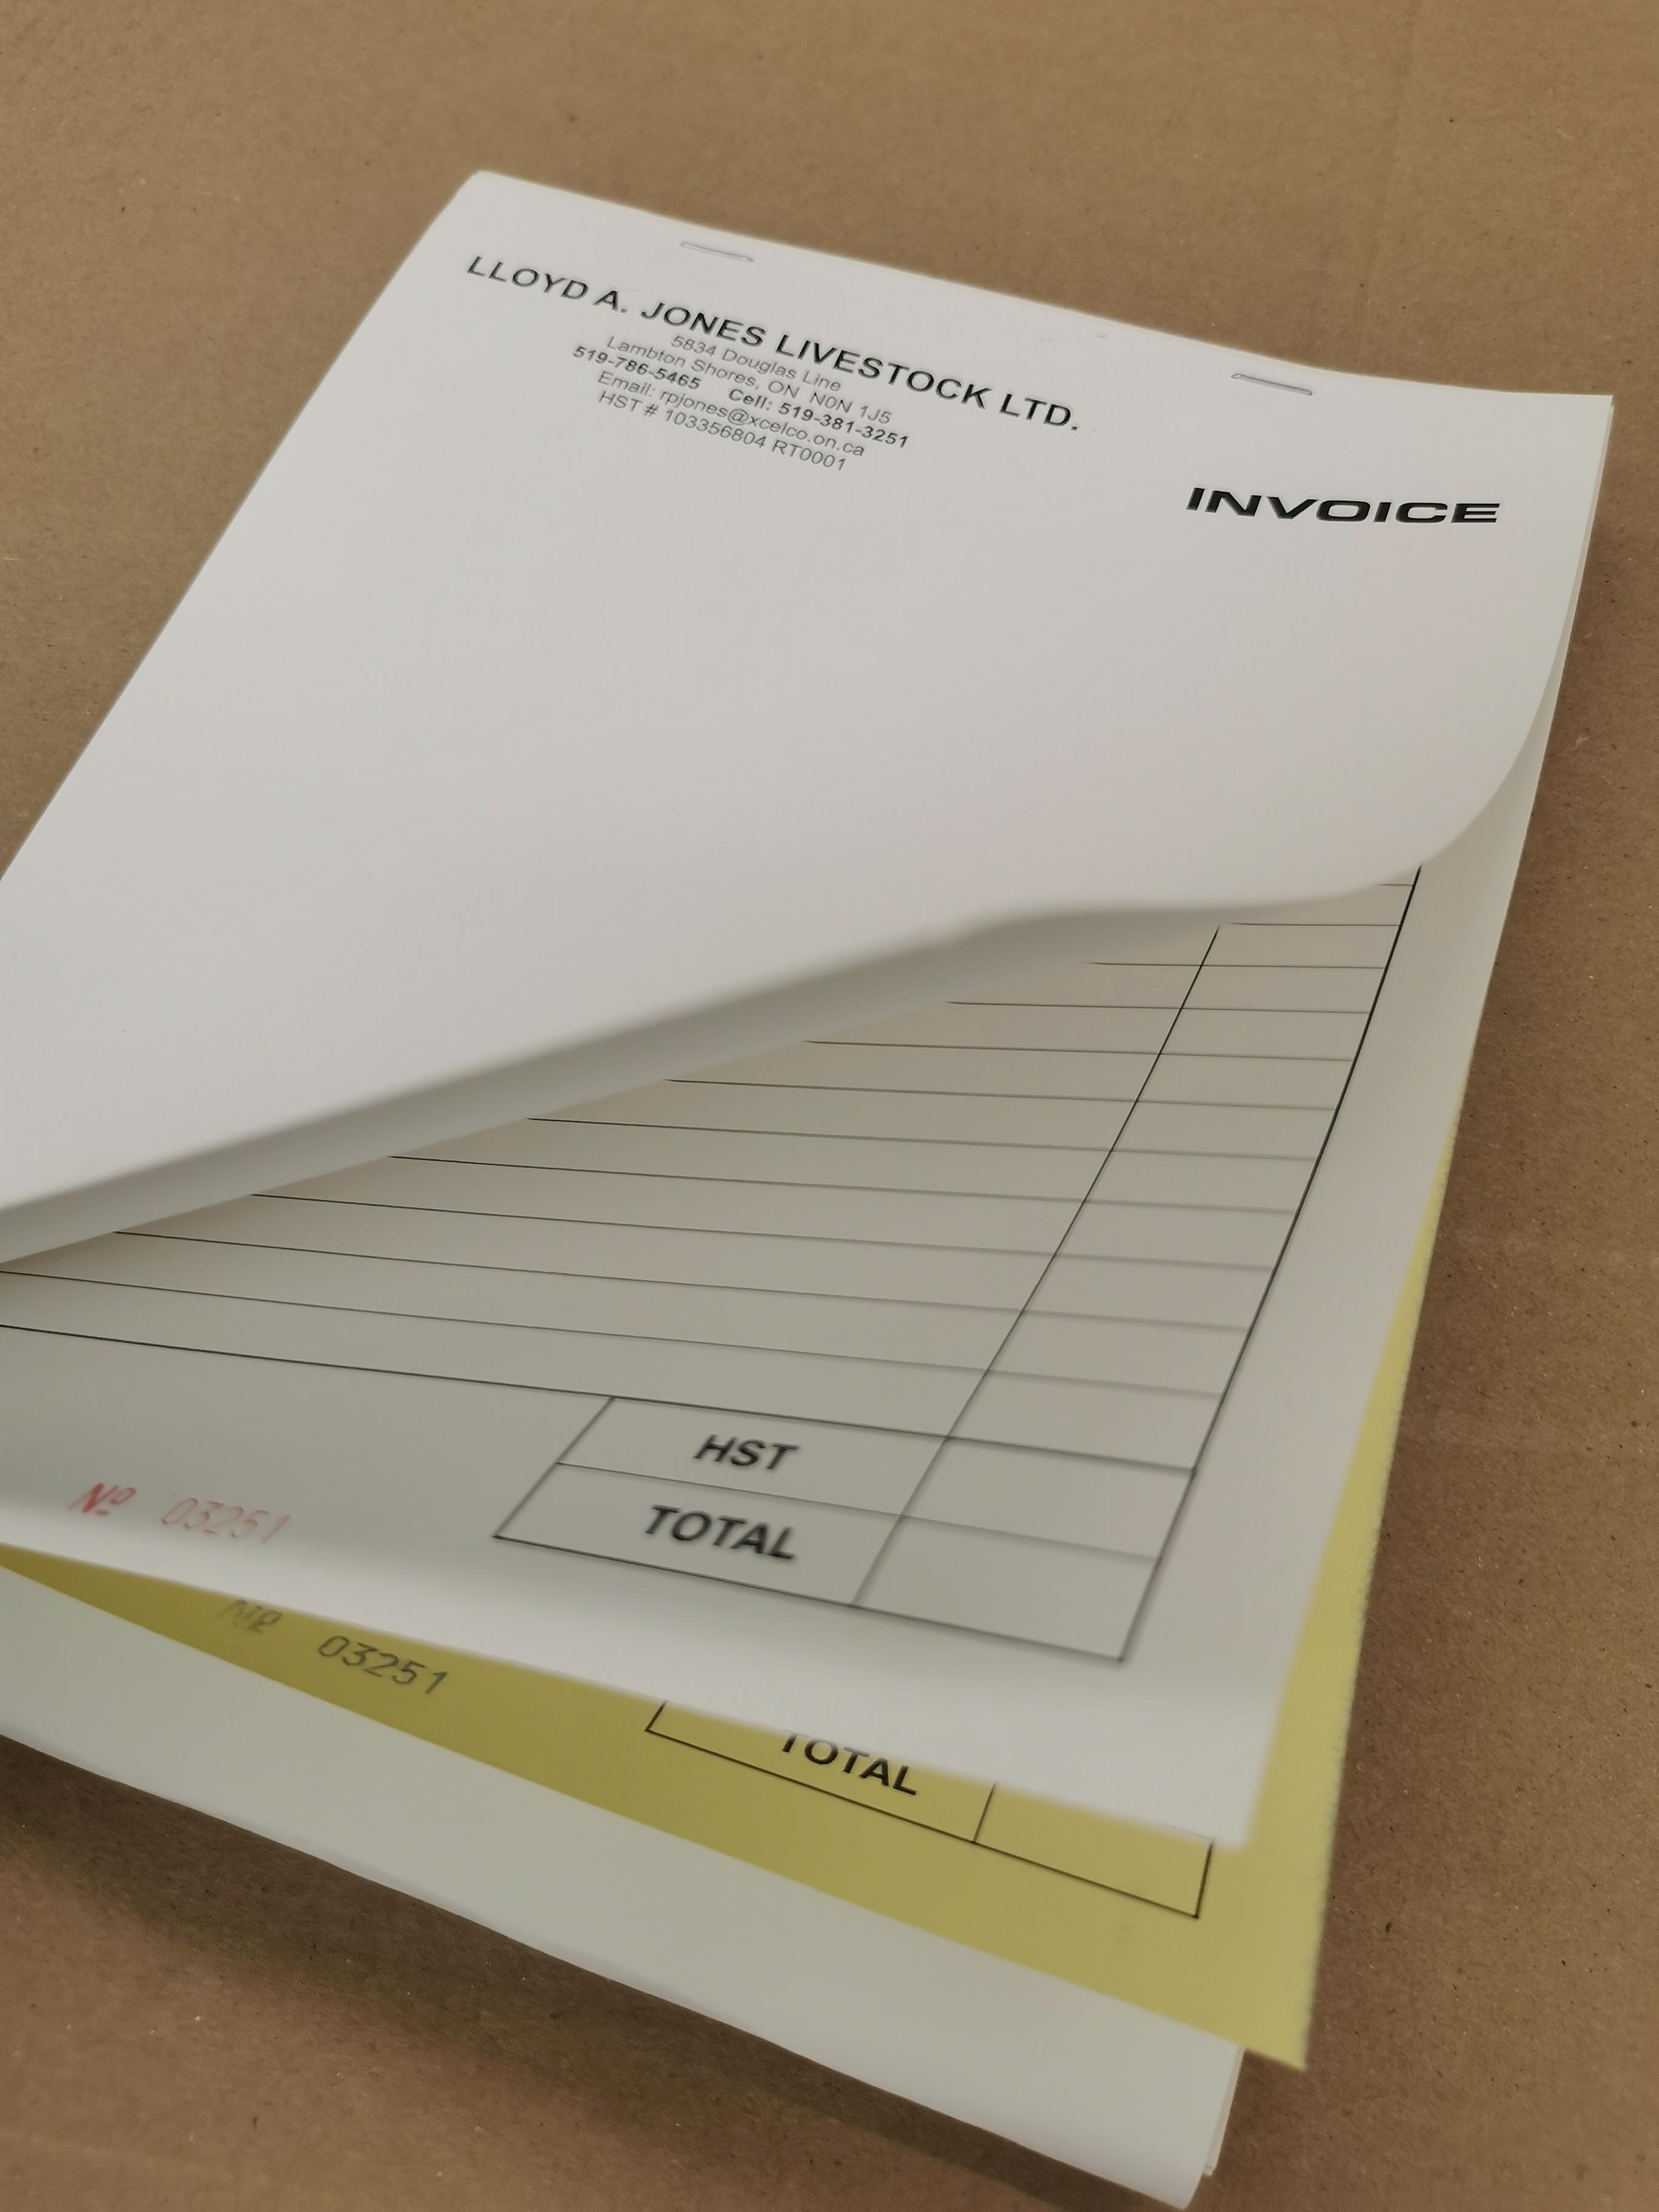 LLOYD A. JONES LIVESTOCK LTD.
5834 Douglas Line
Lambton Shores, ON N0N 1J5
519-786-5465 Cell: 519-381-3251
Email: rpjones@xcelco.on.ca
HST # 103356804 RT0001
INVOICE
HST
TOTAL
Nº 03251
Nº 03251
TOTAL